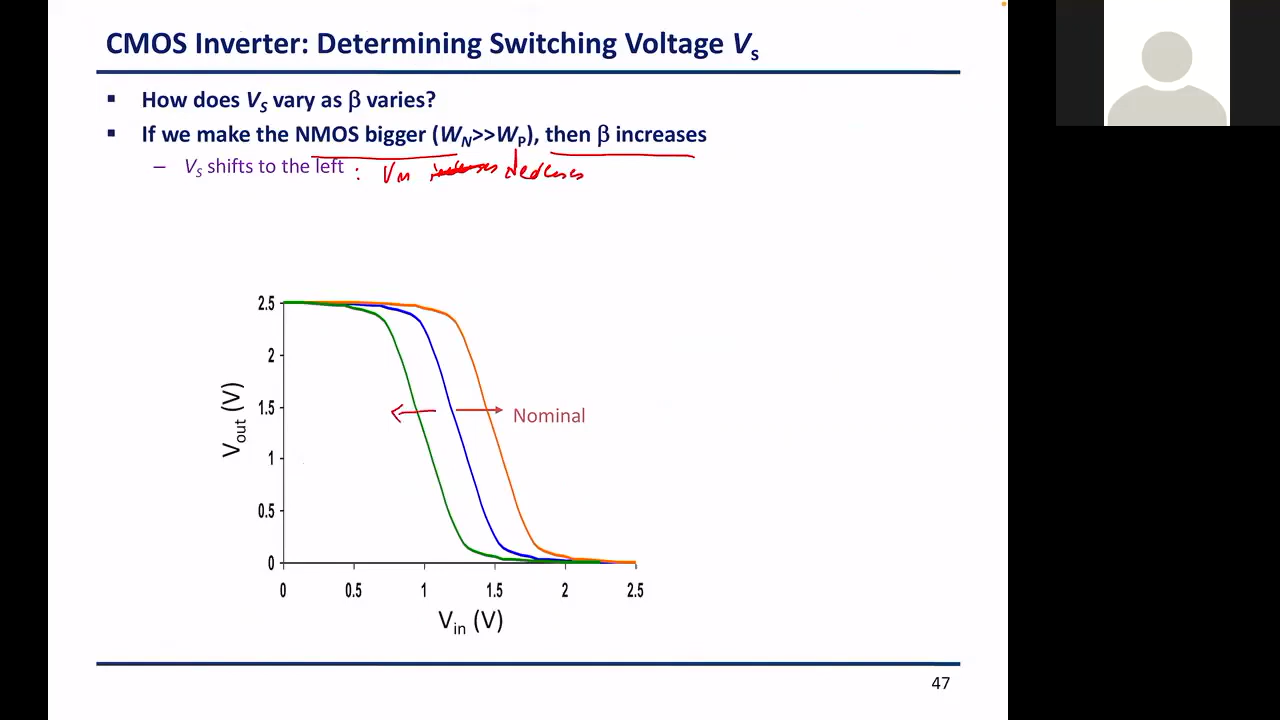 CMOS Inverter: Determining Switching Voltage Vs
▪ How does VS vary as β varies?
▪ If we make the NMOS bigger (WN>>WP), then β increases
– VS shifts to the left : VM decreases
2.5
2
1.5
1
0.5
0
Vout (V)
Nominal
0 0.5 1 1.5 2 2.5
Vin (V)
47